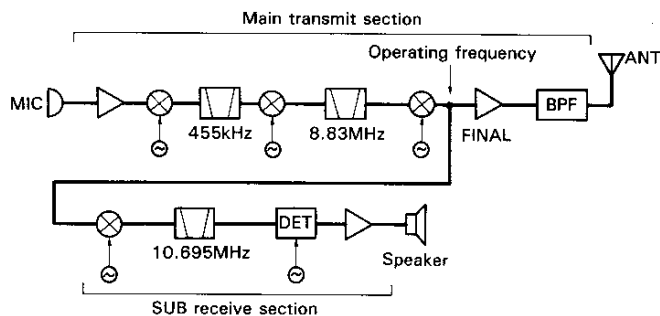 Main transmit section
Operating frequency
ANT
MIC
455kHz
8.83MHz
FINAL
BPF
DET
10.695MHz
Speaker
SUB receive section